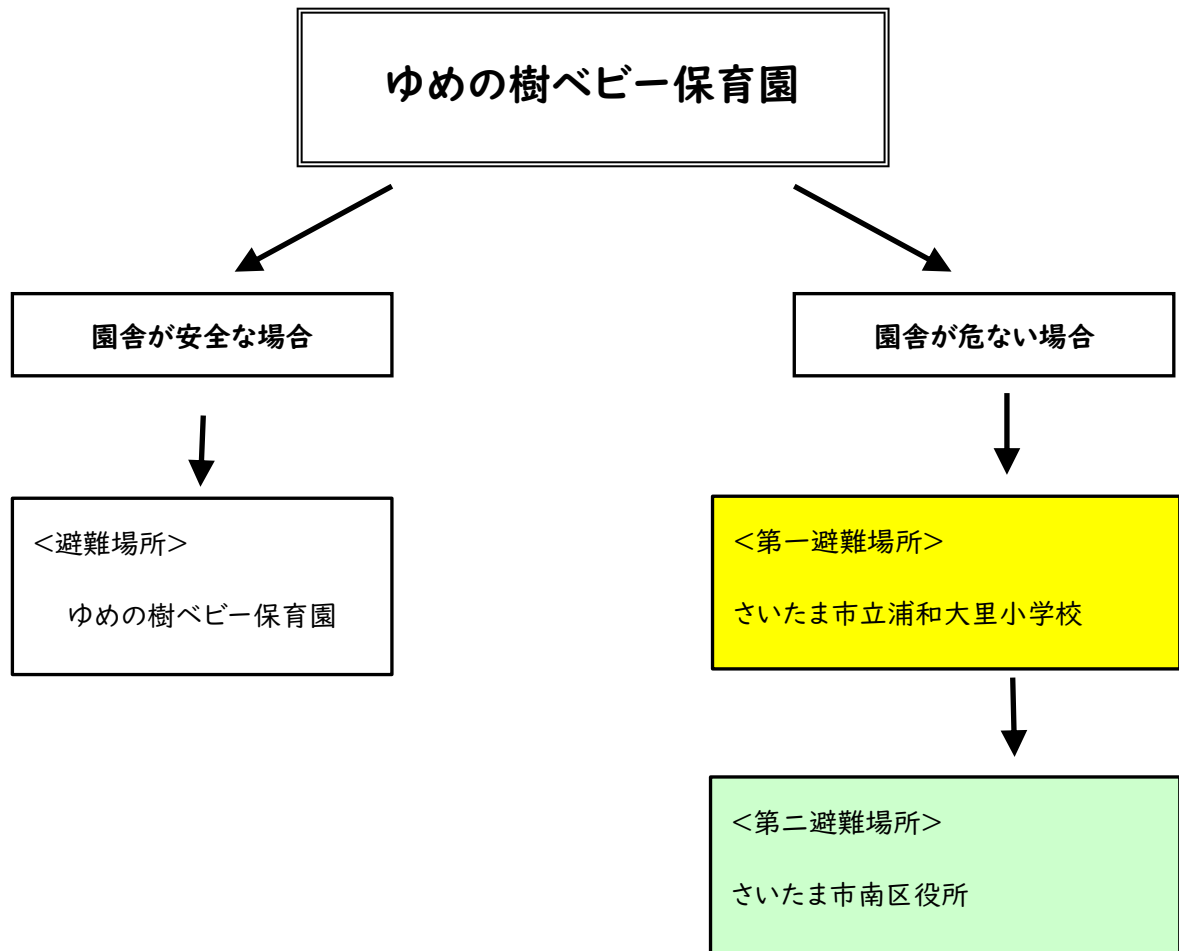 ゆめの樹ベビー保育園
園舎が安全な場合
園舎が危ない場合
<避難場所>
ゆめの樹ベビー保育園
<第一避難場所>
さいたま市立浦和大里小学校
<第二避難場所>
さいたま市南区役所